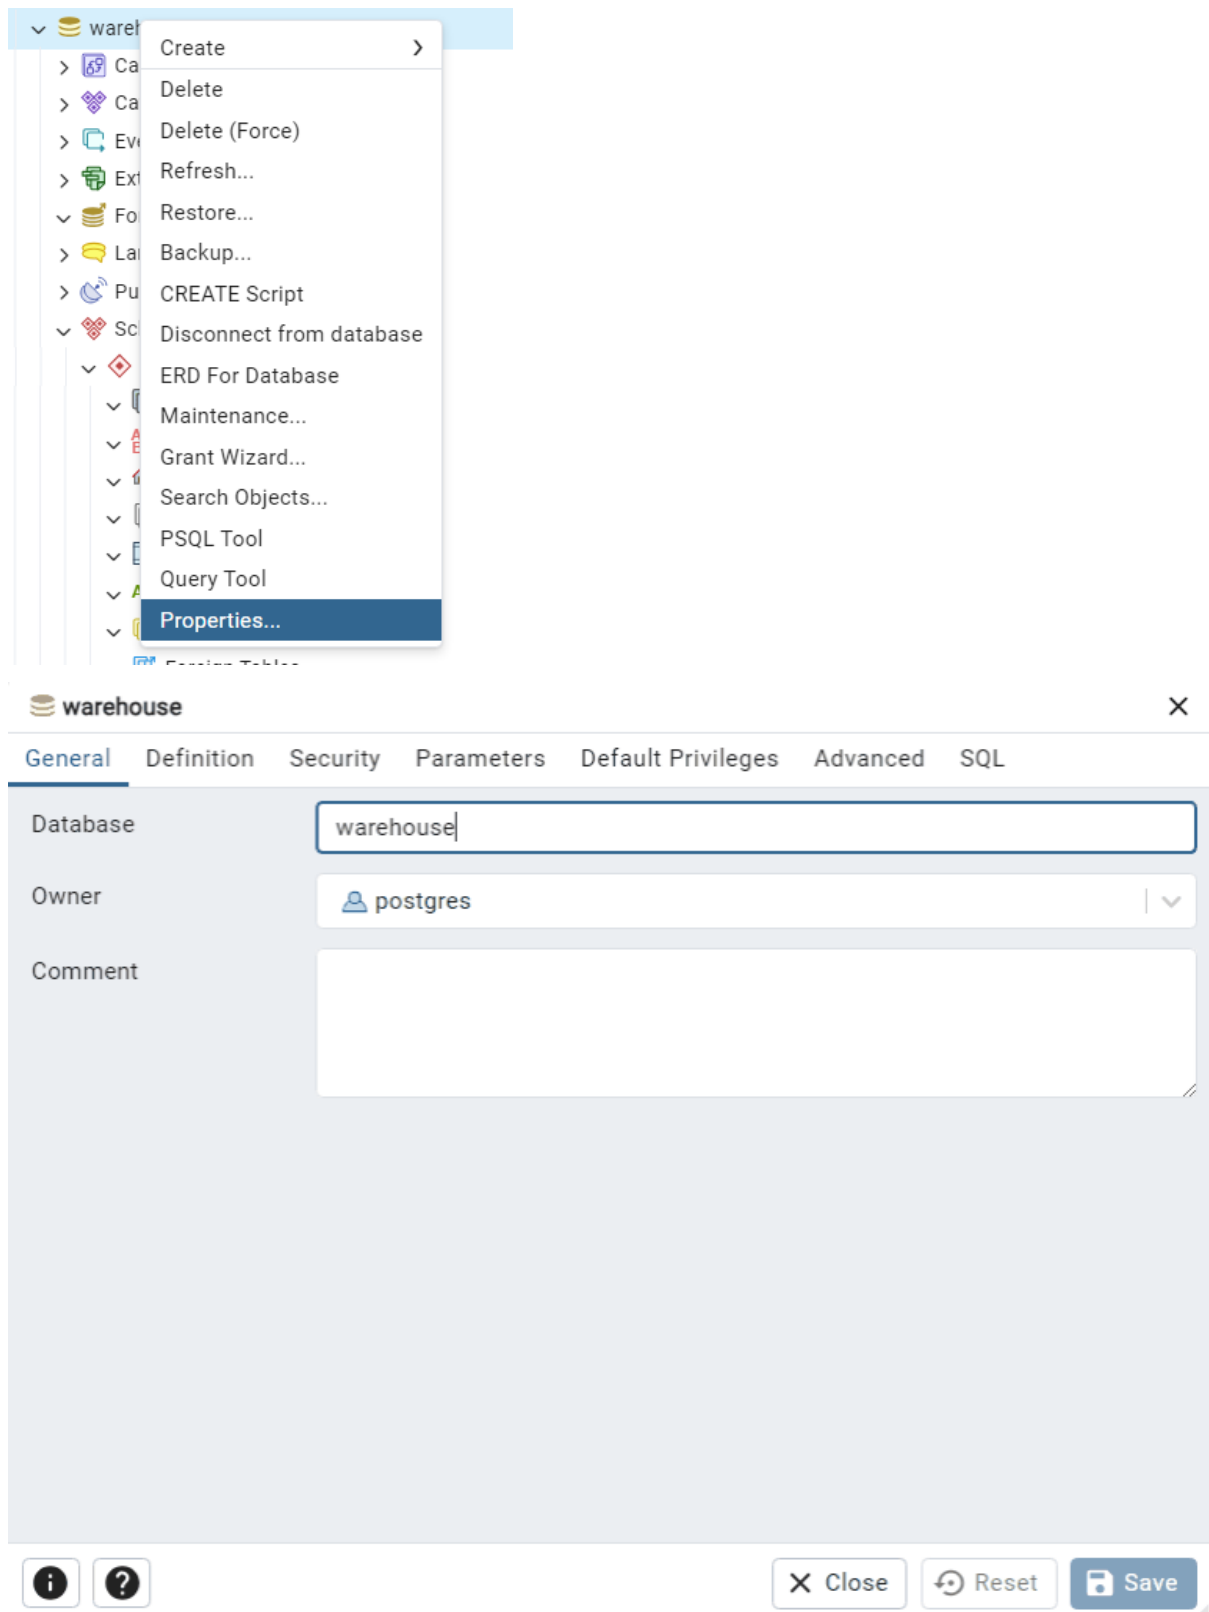 Create
Delete
Delete (Force)
Refresh...
Restore...
Backup...
CREATE Script
Disconnect from database
ERD For Database
Maintenance...
Grant Wizard...
Search Objects...
PSQL Tool
Query Tool
Properties...
warehouse
General Definition Security Parameters Default Privileges Advanced SQL
Database warehouse
Owner postgres
Comment
Close Reset Save